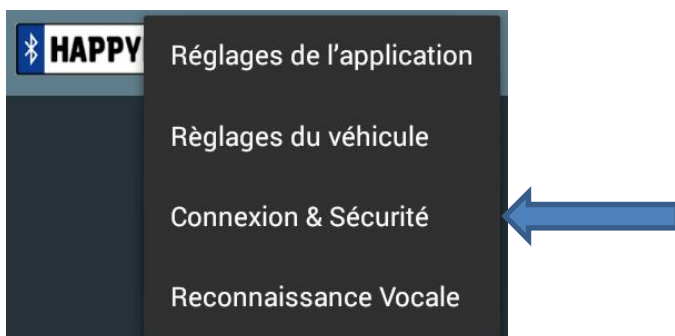 HAPPY
Réglages de l'application
Règlages du véhicule
Connexion & Sécurité
Reconnaissance Vocale